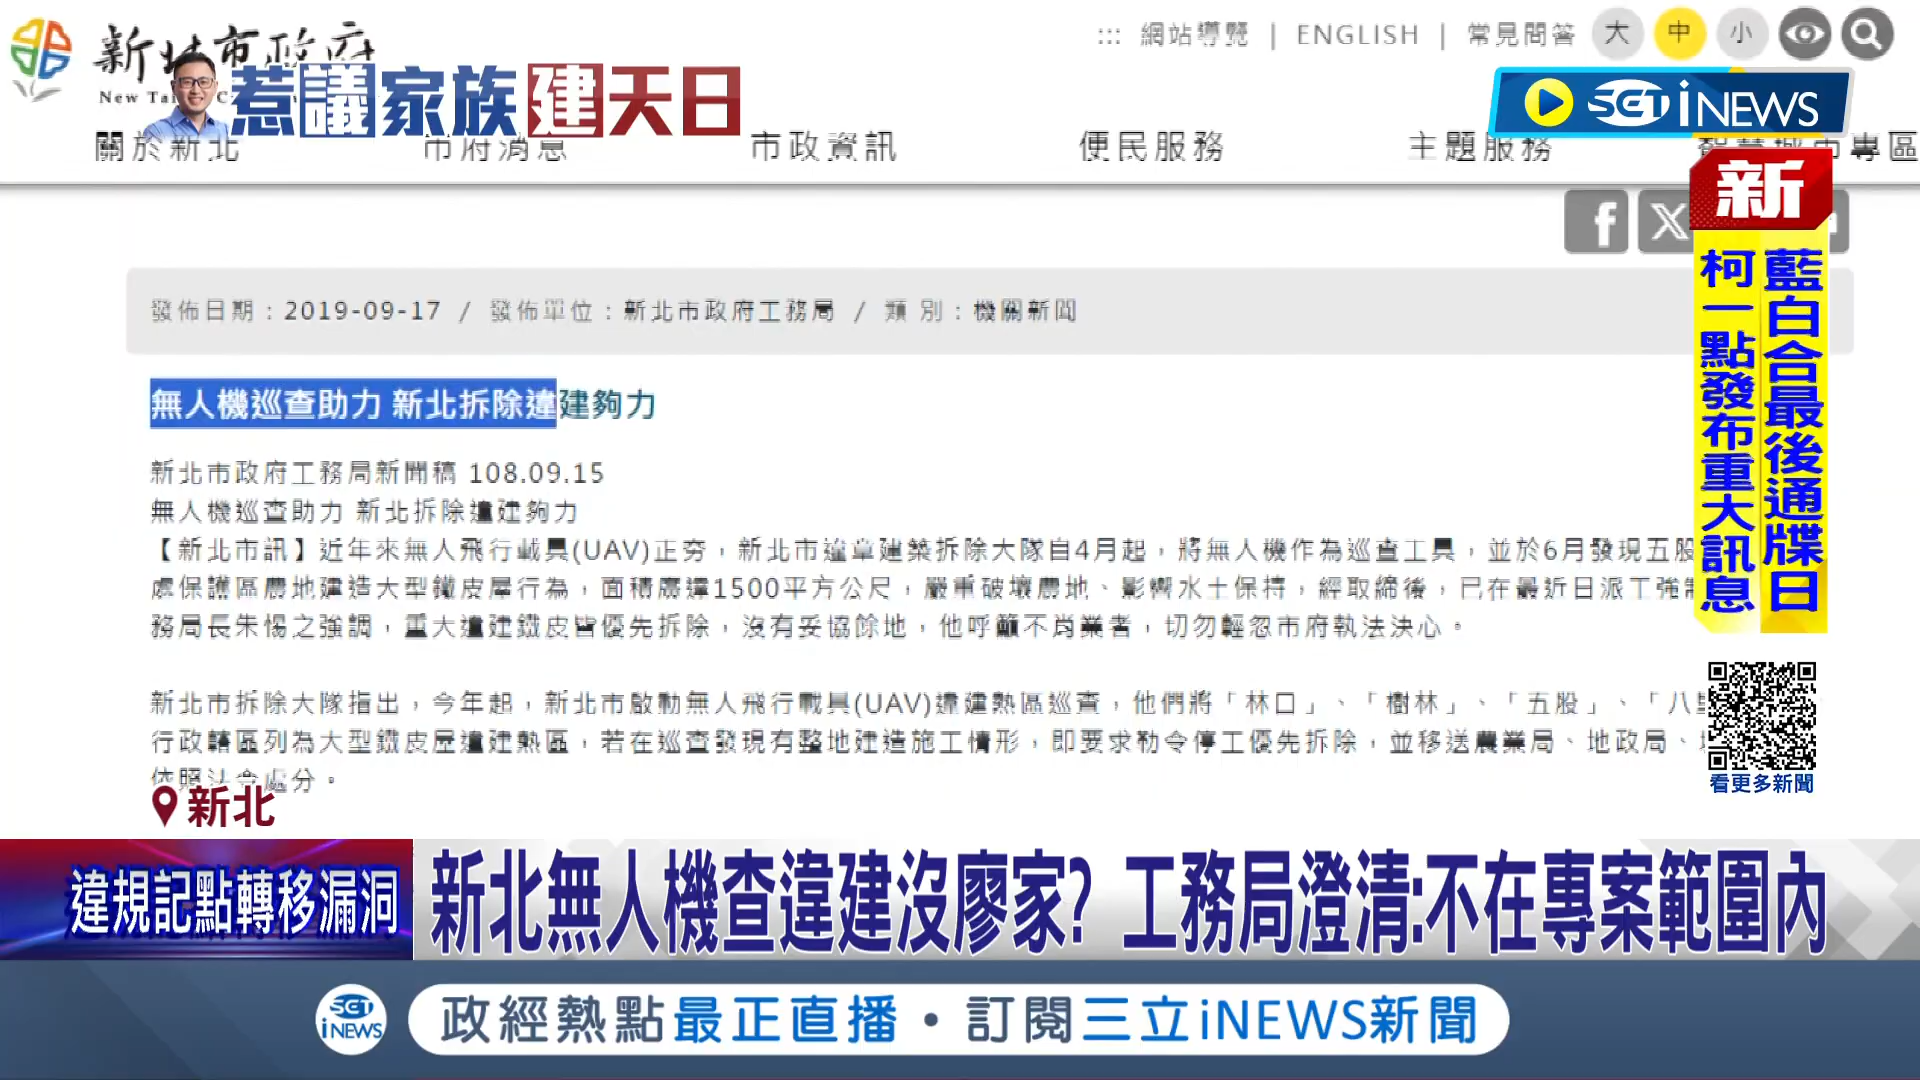 新北市政府
::: 網站導覽 | ENGLISH | 常見問答 大 中 小
惹議家族建天日
SET iNEWS
關於新北 市府消息 市政資訊 便民服務 主題服務 智慧城市專區
新
藍白合最後通牒日
柯一點發布重大訊息
發佈日期：2019-09-17 / 發佈單位：新北市政府工務局 / 類別：機關新聞
無人機巡查助力 新北拆除違建夠力
新北市政府工務局新聞稿 108.09.15
無人機巡查助力 新北拆除違建夠力
【新北市訊】近年來無人飛行載具(UAV)正夯，新北市違章建築拆除大隊自4月起，將無人機作為巡查工具，並於6月發現五股
處保護區農地建造大型鐵皮屋行為，面積廣達1500平方公尺，嚴重破壞農地、影響水土保持，經取締後，已在最近日派工強制
務局長朱惕之強調，重大違建鐵皮皆優先拆除，沒有妥協餘地，他呼籲不肖業者，切勿輕忽市府執法決心。
新北市拆除大隊指出，今年起，新北市啟動無人飛行載具(UAV)違建熱區巡查，他們將「林口」、「樹林」、「五股」、「八里
行政轄區列為大型鐵皮屋違建熱區，若在巡查發現有整地建造施工情形，即要求勒令停工優先拆除，並移送農業局、地政局、
依照法令處分。
看更多新聞
新北
違規記點轉移漏洞
新北無人機查違建沒廖家? 工務局澄清:不在專案範圍內
SET iNEWS
政經熱點最正直播・訂閱三立iNEWS新聞